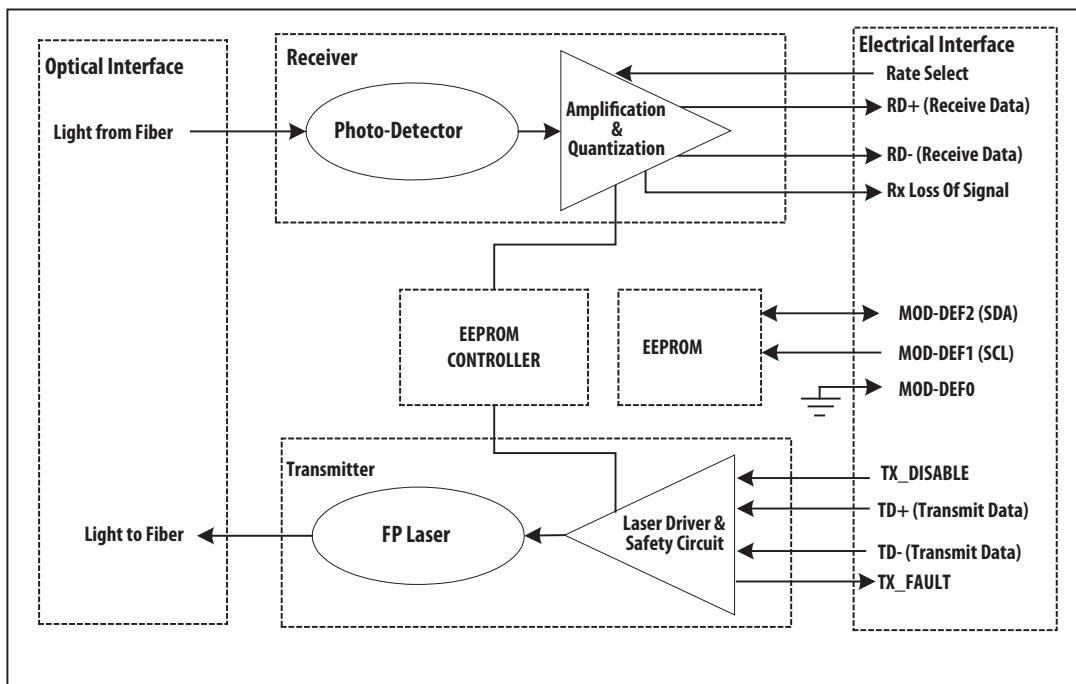 Optical Interface
Light from Fiber
Light to Fiber
Receiver
Photo-Detector
Amplification
&
Quantization
EEPROM
CONTROLLER
EEPROM
Transmitter
FP Laser
Laser Driver &
Safety Circuit
Electrical Interface
Rate Select
RD+ (Receive Data)
RD- (Receive Data)
Rx Loss Of Signal
MOD-DEF2 (SDA)
MOD-DEF1 (SCL)
MOD-DEF0
TX_DISABLE
TD+ (Transmit Data)
TD- (Transmit Data)
TX_FAULT